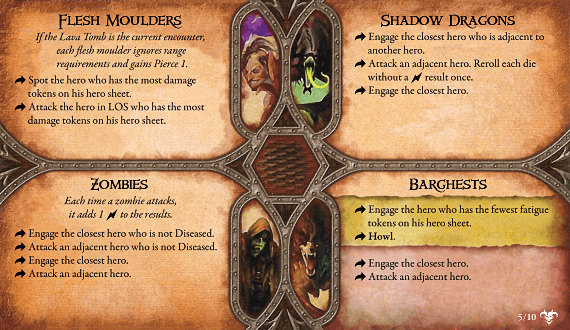 Flesh Moulders
If the Lava Tomb is the current encounter,
each flesh moulder ignores range
requirements and gains Pierce 1.
Spot the hero who has the most damage
tokens on his hero sheet.
Attack the hero in LOS who has the most
damage tokens on his hero sheet.
Shadow Dragons
Engage the closest hero who is adjacent to
another hero.
Attack an adjacent hero. Reroll each die
without a result once.
Engage the closest hero.
Zombies
Each time a zombie attacks,
it adds 1 to the results.
Engage the closest hero who is not Diseased.
Attack an adjacent hero who is not Diseased.
Engage the closest hero.
Attack an adjacent hero.
Barghests
Engage the hero who has the fewest fatigue
tokens on his hero sheet.
Howl.
Engage the closest hero.
Attack an adjacent hero.
5/10